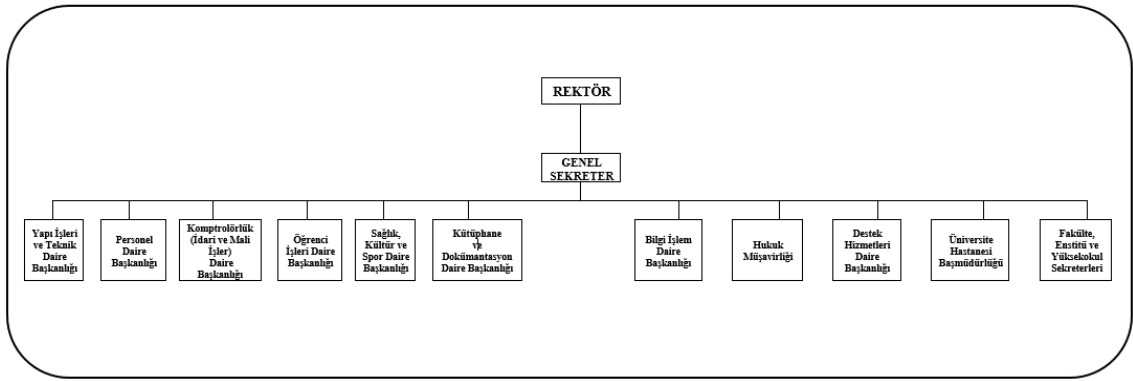 REKTÖR
GENEL
SEKRETER
Yapı İşleri
ve Teknik
Daire
Başkanlığı
Personel
Daire
Başkanlığı
Komptrolörlük
(İdari ve Mali
İşler)
Daire
Başkanlığı
Öğrenci
İşleri Daire
Başkanlığı
Sağlık,
Kültür ve
Spor Daire
Başkanlığı
Kütüphane
ve
Dokümantasyon
Daire Başkanlığı
Bilgi İşlem
Daire
Başkanlığı
Hukuk
Müşavirliği
Destek
Hizmetleri
Daire
Başkanlığı
Üniversite
Hastanesi
Başmüdürlüğü
Fakülte,
Enstitü ve
Yüksekokul
Sekreterleri